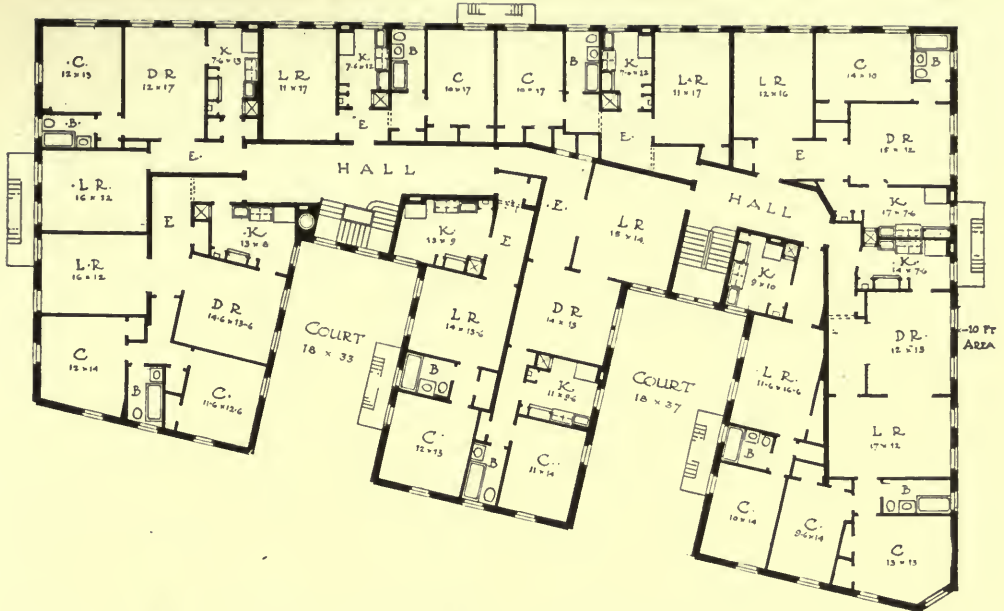 C
12 x 13
D R
12 x 17
K
7-6 x 13
L R
11 x 17
K
7-6 x 12
B
C
10 x 17
C
10 x 17
B
K
L R
11 x 17
L R
12 x 16
C
14 x 10
B
B
E
HALL
E
E
E
D R
15 x 12
L R
16 x 12
E
K
13 x 8
K
13 x 9
E
E
L R
15 x 14
HALL
K
17 x 7-6
K
14 x 7-6
K
9 x 10
L R
16 x 12
D R
14-6 x 13-6
COURT
18 x 33
L R
14 x 13-6
D R
14 x 13
COURT
18 x 37
L R
11-6 x 16-6
D R
12 x 13
20 FT
AREA
C
12 x 14
B
C
11-6 x 12-6
B
C
12 x 13
K
11 x 9-6
B
C
11 x 14
B
C
10 x 14
C
9-6 x 14
L R
17 x 12
B
C
13 x 13